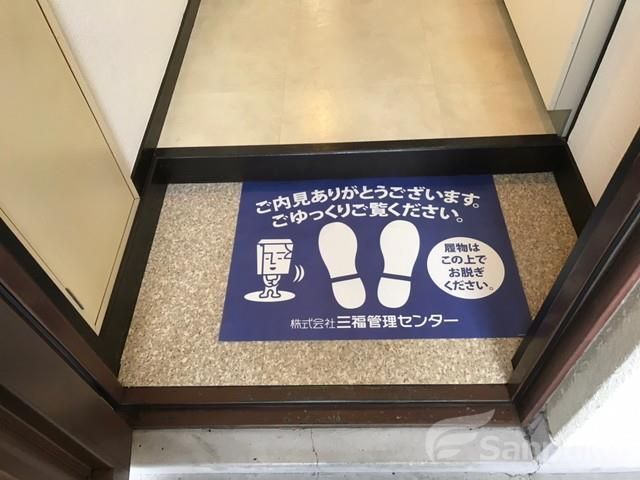 ご内見ありがとうございます。
ごゆっくりご覧ください。
履物は
この上で
お脱ぎ
ください。
株式会社三福管理センター